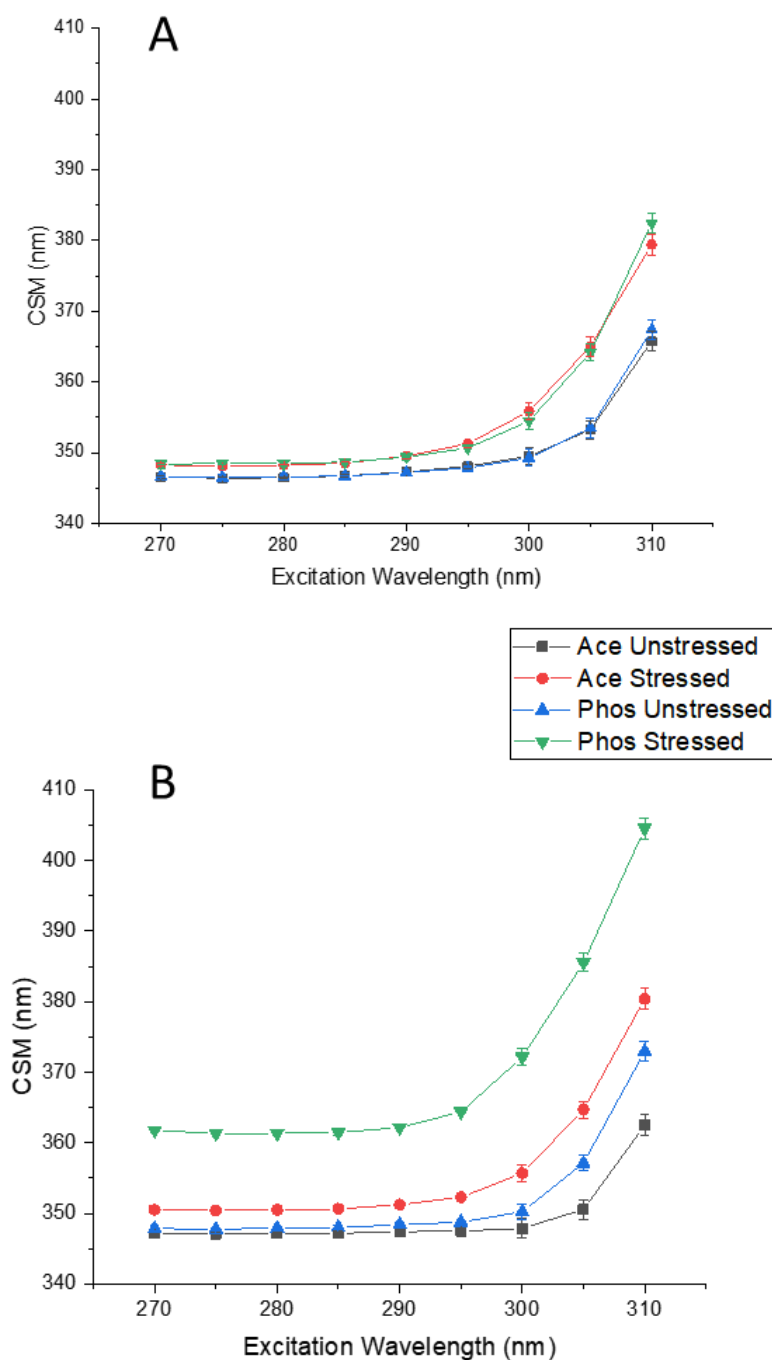 A
410
400
390
380
370
360
350
340
CSM (nm)
270 280 290 300 310
Excitation Wavelength (nm)
Ace Unstressed
Ace Stressed
Phos Unstressed
Phos Stressed
B
410
400
390
380
370
360
350
340
CSM (nm)
270 280 290 300 310
Excitation Wavelength (nm)